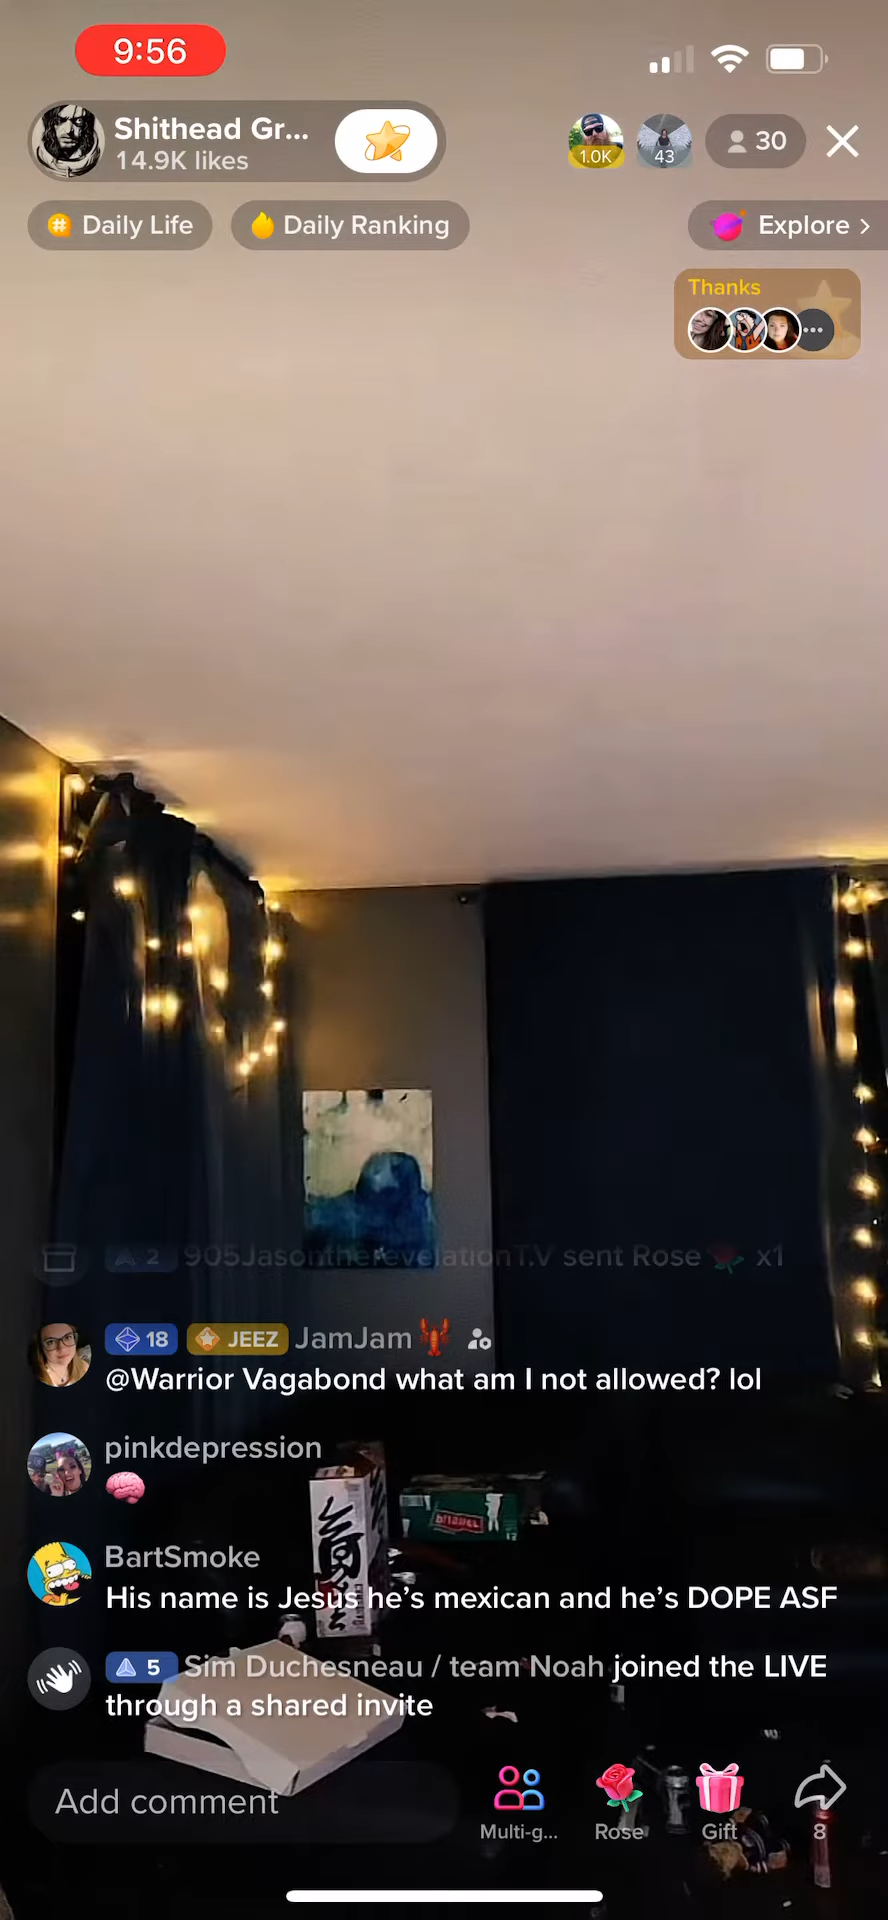 9:56
Shithead Gr...
14.9K likes
1.0K
43
30
Daily Life
Daily Ranking
Explore >
Thanks
2 905JasontherevelationT.V sent Rose x1
18 JEEZ JamJam
@Warrior Vagabond what am I not allowed? lol
pinkdepression
BartSmoke
His name is Jesus he's mexican and he's DOPE ASF
5 Sim Duchesneau / team Noah joined the LIVE
through a shared invite
Add comment
Multi-g...
Rose
Gift
8